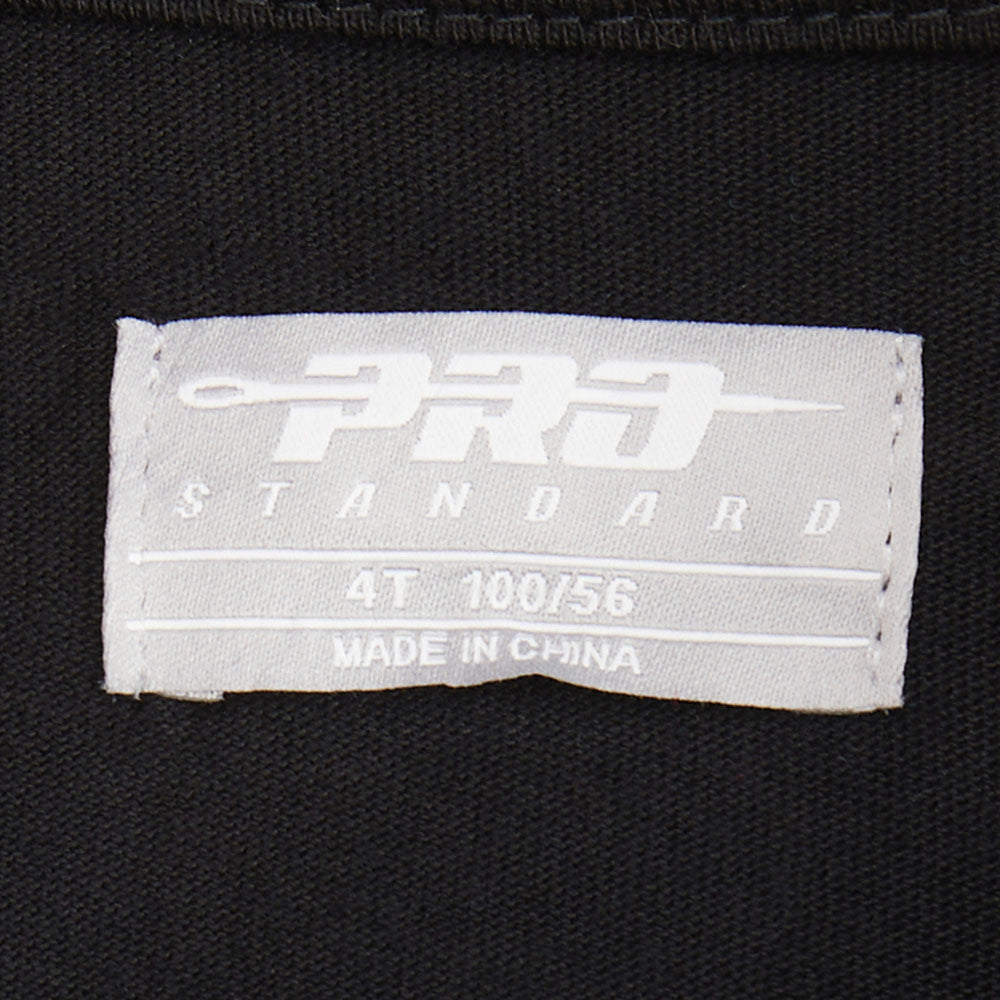 PRO
STANDARD
4T 100/56
MADE IN CHINA